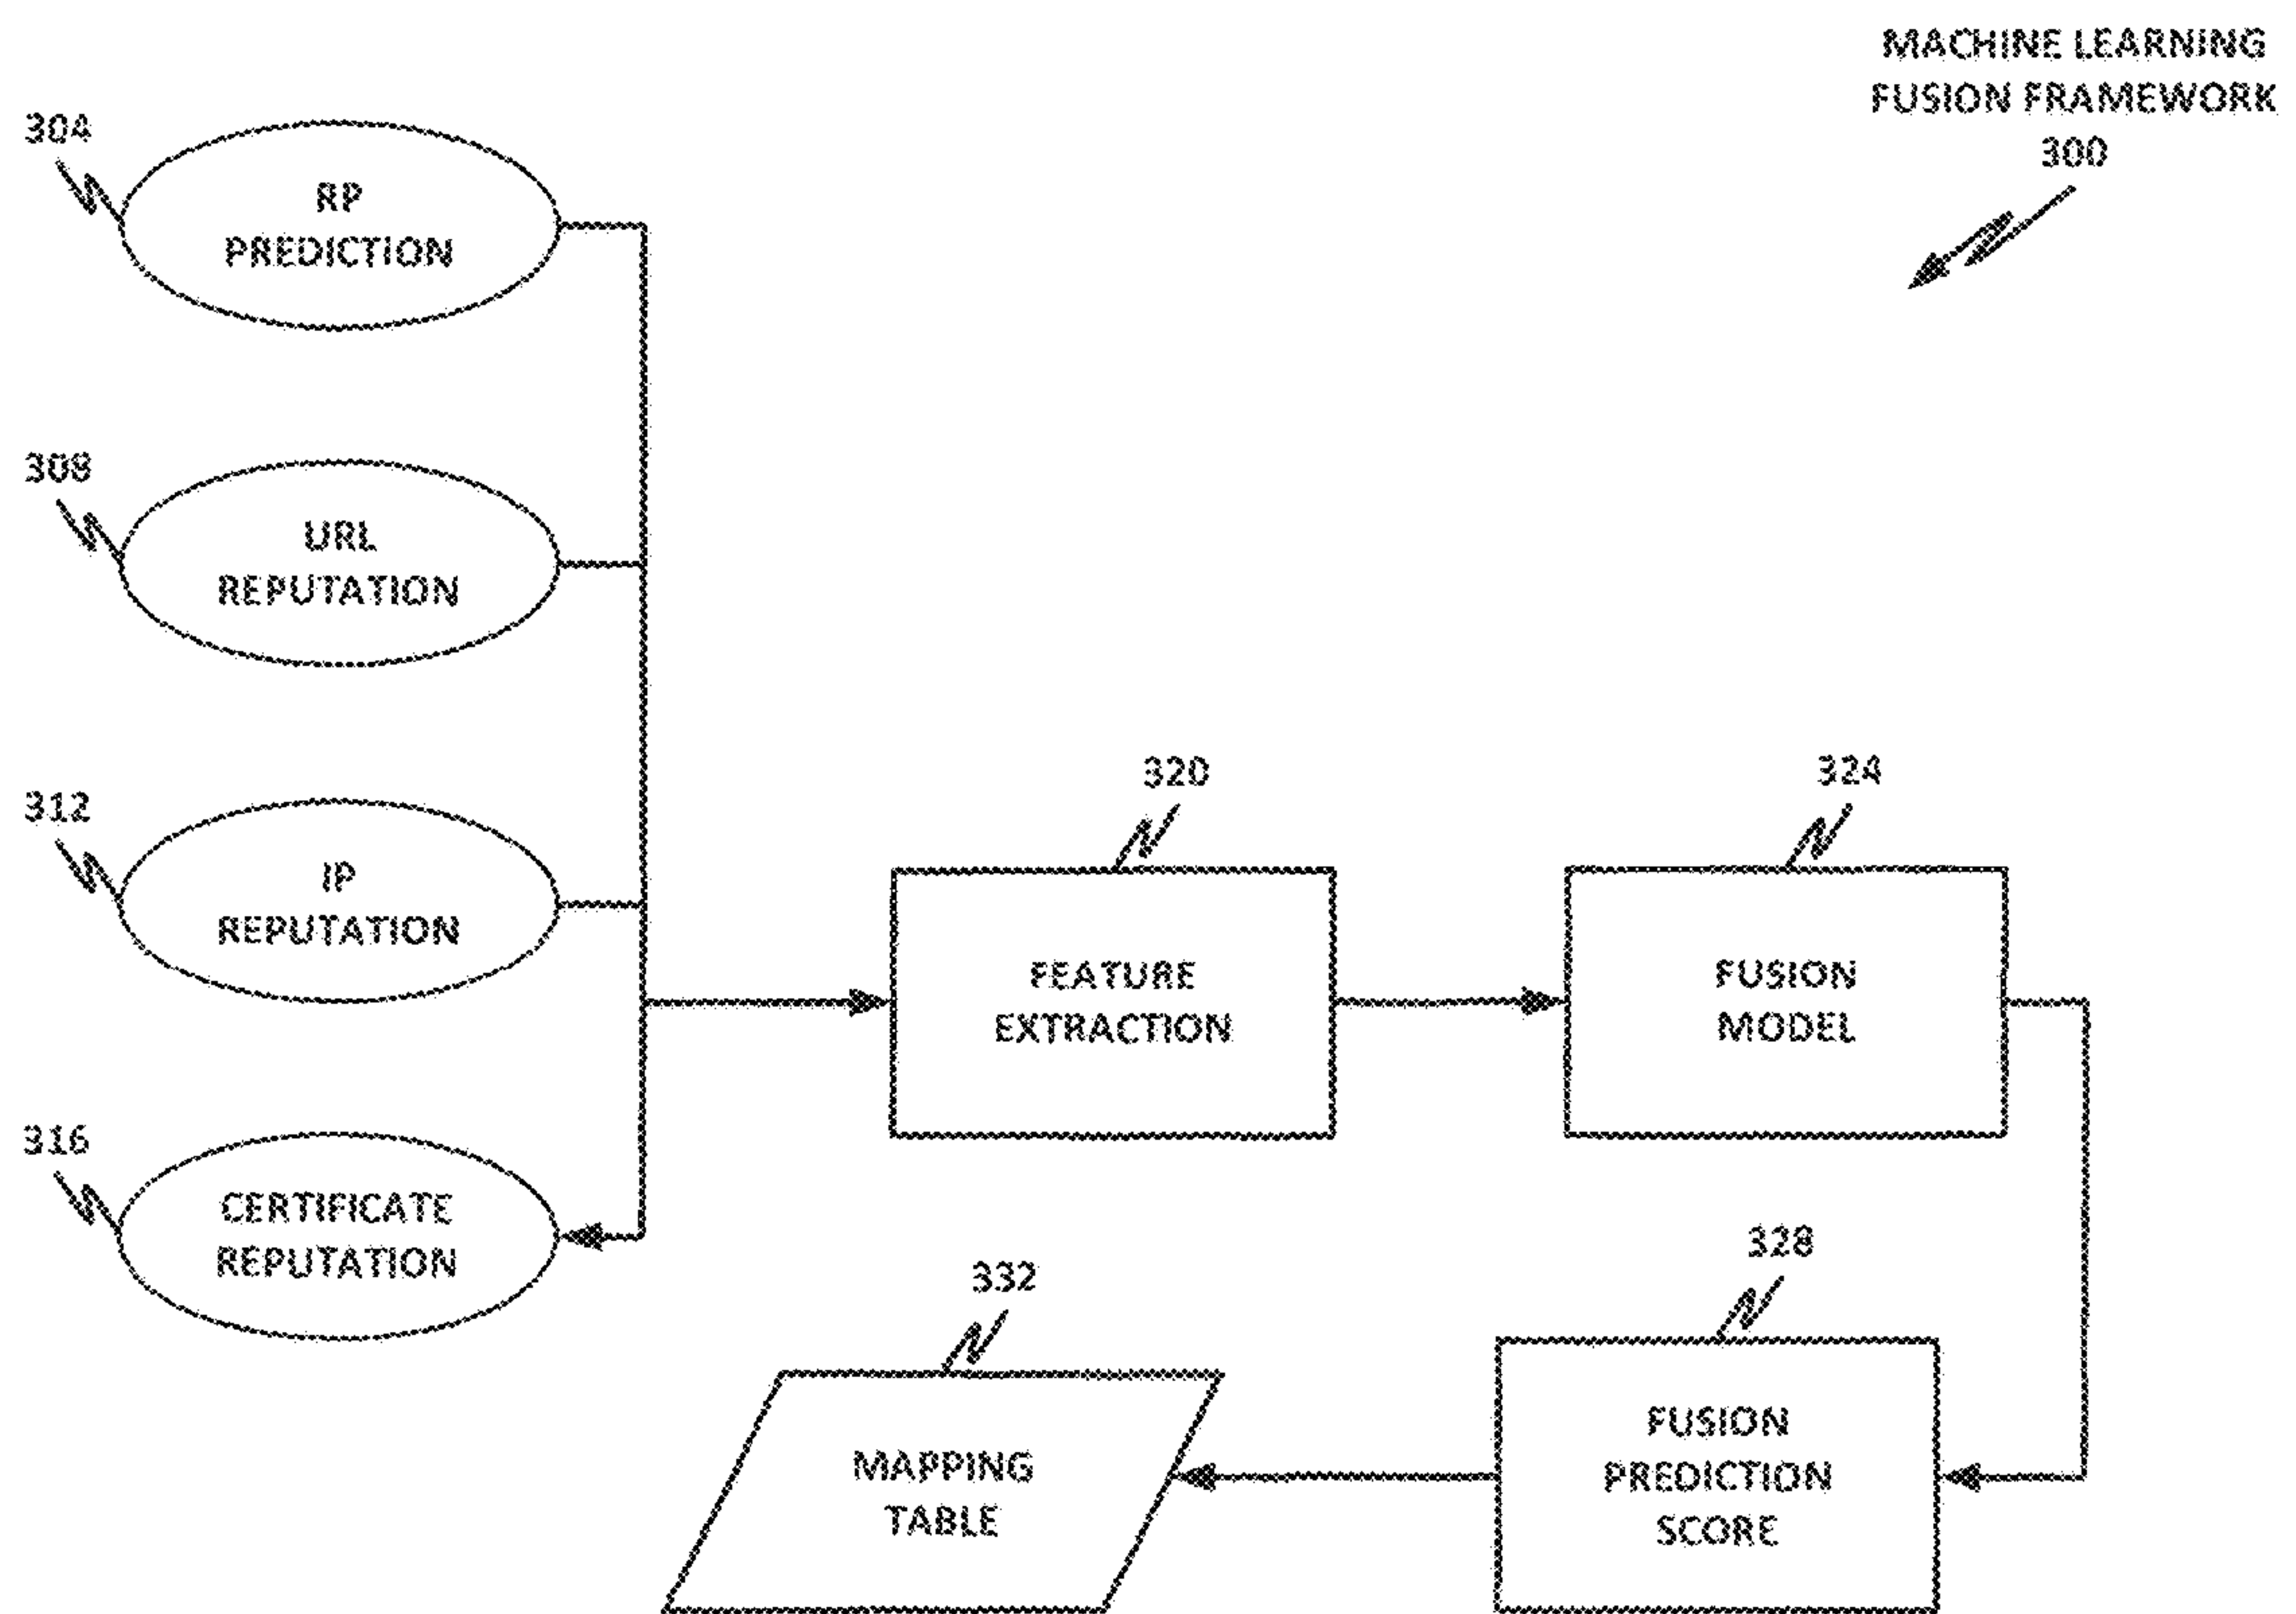 MACHINE LEARNING
FUSION FRAMEWORK
300
304
RP
PREDICTION
308
URL
REPUTATION
312
IP
REPUTATION
316
CERTIFICATE
REPUTATION
320
FEATURE
EXTRACTION
324
FUSION
MODEL
328
FUSION
PREDICTION
SCORE
332
MAPPING
TABLE